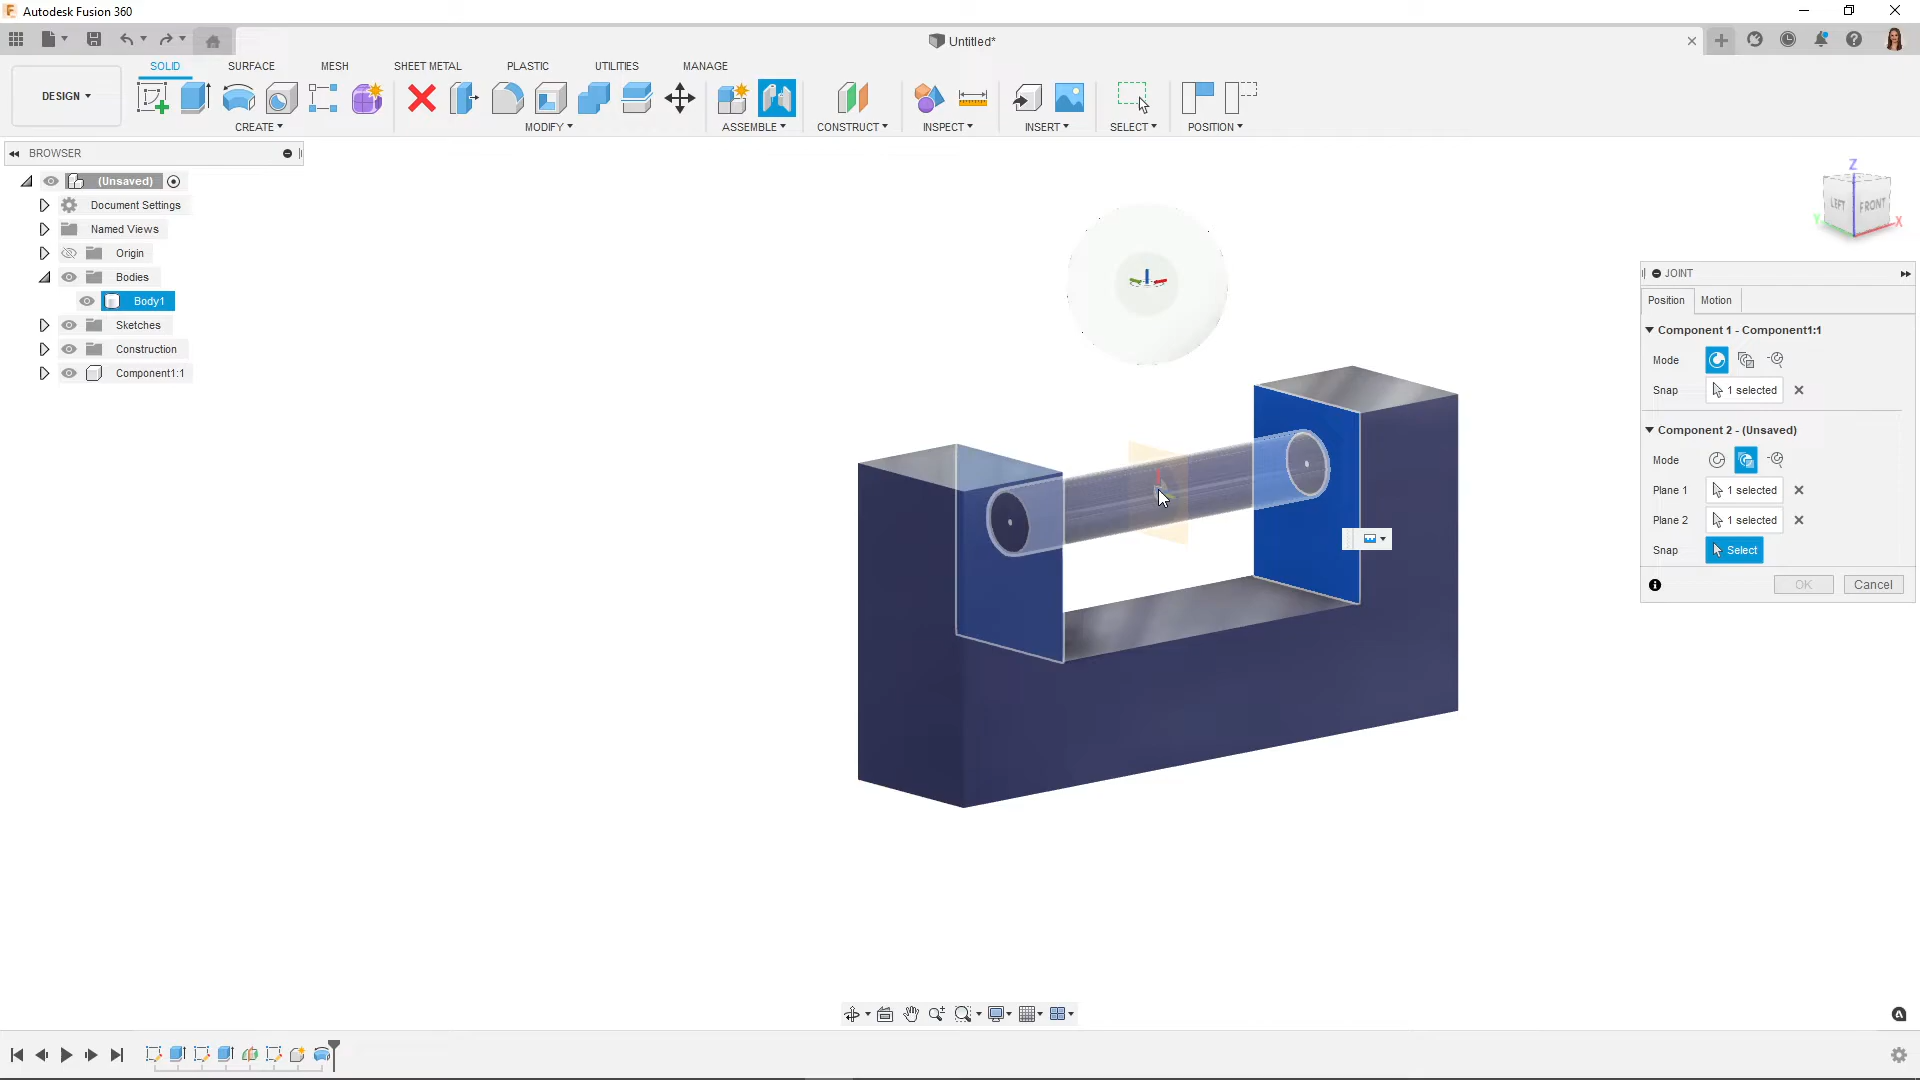 Autodesk Fusion 360
Untitled*
DESIGN
SOLID
SURFACE
MESH
SHEET METAL
PLASTIC
UTILITIES
MANAGE
CREATE
MODIFY
ASSEMBLE
CONSTRUCT
INSPECT
INSERT
SELECT
POSITION
BROWSER
(Unsaved)
Document Settings
Named Views
Origin
Bodies
Body1
Sketches
Construction
Component1:1
Z
LEFT
FRONT
Y
X
JOINT
Position
Motion
Component 1 - Component1:1
Mode
Snap
1 selected
Component 2 - (Unsaved)
Mode
Plane 1
1 selected
Plane 2
1 selected
Snap
Select
OK
Cancel